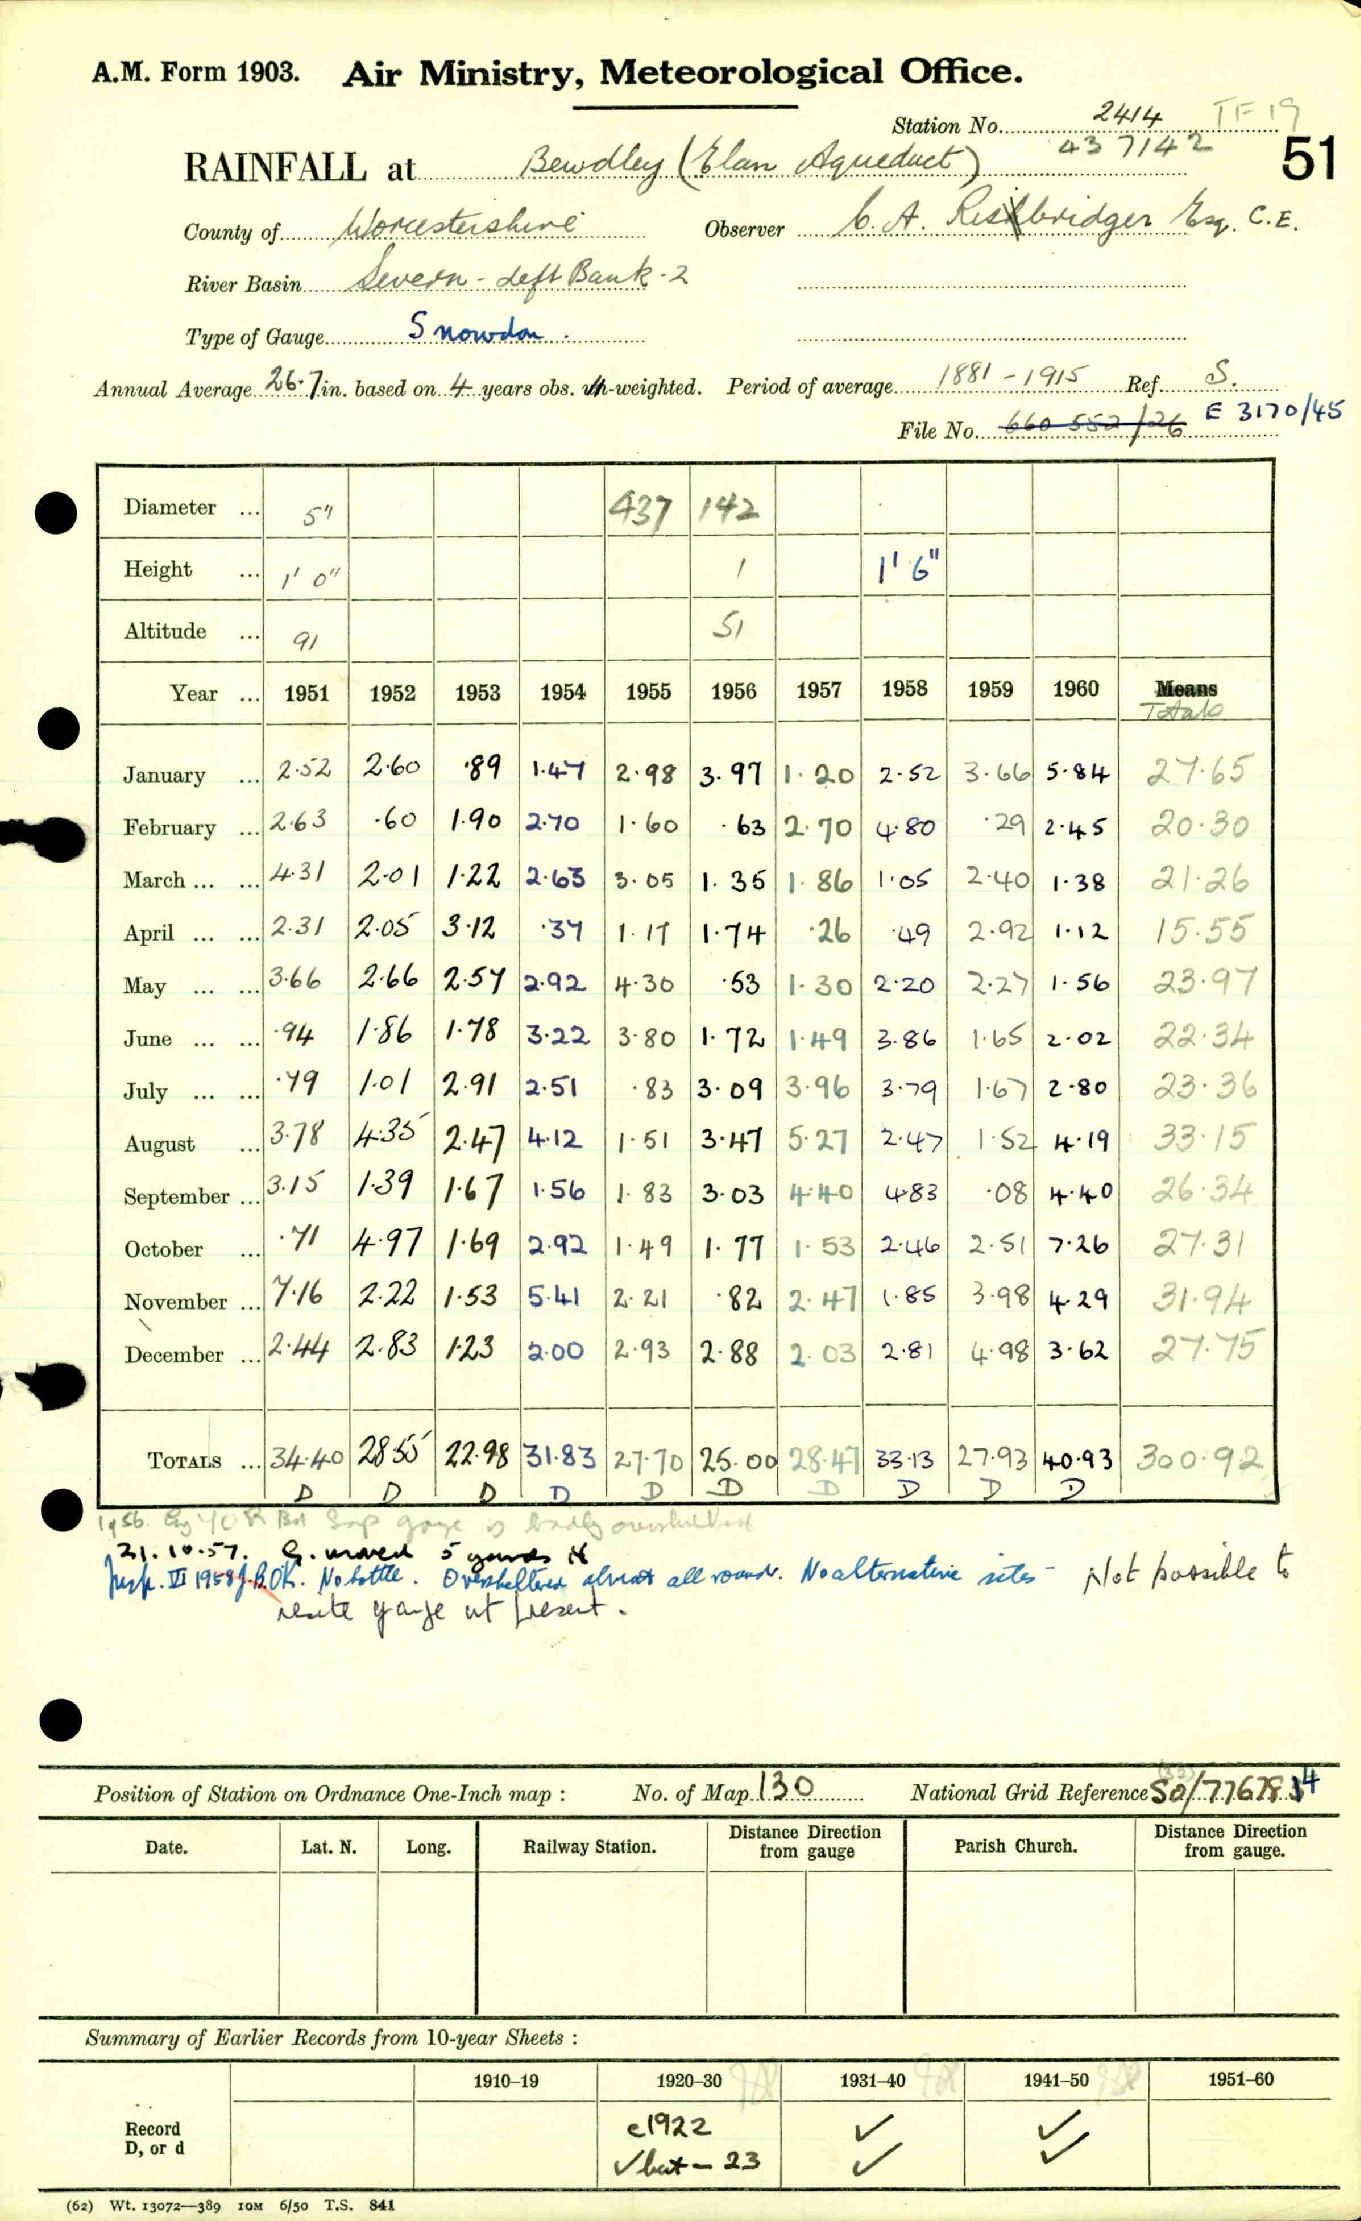 A.M. Form 1903. Air Ministry, Meteorological Office.
Station No. 2414 TF 19
437142
51
RAINFALL at Bewdley (Elan Aqueduct)
County of Worcestershire Observer C. A. Risbridger Esq. C.E.
River Basin Severn - Left Bank - 2
Type of Gauge Snowdon.
Annual Average 26.7 in. based on 4 years obs. -weighted. Period of average 1881-1915 Ref. S.
File No. 660 552/26 E 3170/45
Diameter ... 5" 437 142
Height ... 1' 0" 1 1' 6"
Altitude ... 91 51
Year ... 1951 1952 1953 1954 1955 1956 1957 1958 1959 1960 Means
Totals
January ... 2.52 2.60 .89 1.47 2.98 3.97 1.20 2.52 3.66 5.84 27.65
February ... 2.63 .60 1.90 2.70 1.60 .63 2.70 4.80 .29 2.45 20.30
March ... ... 4.31 2.01 1.22 2.63 3.05 1.35 1.86 1.05 2.40 1.38 21.26
April ... ... 2.31 2.05 3.12 .37 1.17 1.74 .26 .49 2.92 1.12 15.55
May ... ... 3.66 2.66 2.57 2.92 4.30 .53 1.30 2.20 2.27 1.56 23.97
June ... ... .94 1.86 1.78 3.22 3.80 1.72 1.49 3.86 1.65 2.02 22.34
July ... ... .79 1.01 2.91 2.51 .83 3.09 3.96 3.79 1.67 2.80 23.36
August ... 3.78 4.35 2.47 4.12 1.51 3.47 5.27 2.47 1.52 4.19 33.15
September ... 3.15 1.39 1.67 1.56 1.83 3.03 4.40 4.83 .08 4.40 26.34
October ... .71 4.97 1.69 2.92 1.49 1.77 1.53 2.46 2.51 7.26 27.31
November ... 7.16 2.22 1.53 5.41 2.21 .82 2.47 1.85 3.98 4.29 31.94
December ... 2.44 2.83 1.23 2.00 2.93 2.88 2.03 2.81 4.98 3.62 27.75
TOTALS ... 34.40 28.55 22.98 31.83 27.70 25.00 28.47 33.13 27.93 40.93 300.92
D D D D D D D D D D
1956. gauge is badly oversheltered
21.10.57. G. moved 5 yards
Insp. VI 1958 J.B. OK. No bottle. Oversheltered almost all round. No alternative sites - Not possible to
resite gauge at present.
Position of Station on Ordnance One-Inch map : No. of Map 130 National Grid Reference SO/77678
Date. Lat. N. Long. Railway Station. Distance Direction from gauge Parish Church. Distance Direction from gauge.
Summary of Earlier Records from 10-year Sheets :
1910–19 1920–30 1931–40 1941–50 1951–60
Record c1922 ✓ ✓
D, or d ✓ but - 23 ✓ ✓
(62) Wt. 13072—389 10M 6/50 T.S. 841